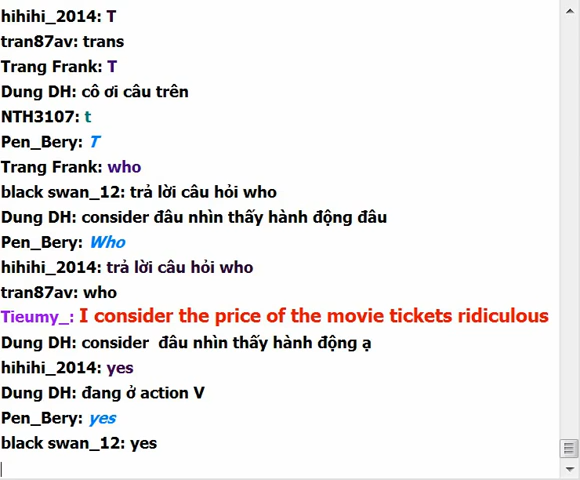 hihihi_2014: T
tran87av: trans
Trang Frank: T
Dung DH: cô ơi câu trên
NTH3107: t
Pen_Bery: T
Trang Frank: who
black swan_12: trả lời câu hỏi who
Dung DH: consider đâu nhìn thấy hành động đâu
Pen_Bery: Who
hihihi_2014: trả lời câu hỏi who
tran87av: who
Tieumy_: I consider the price of the movie tickets ridiculous
Dung DH: consider  đâu nhìn thấy hành động ạ
hihihi_2014: yes
Dung DH: đang ở action V
Pen_Bery: yes
black swan_12: yes